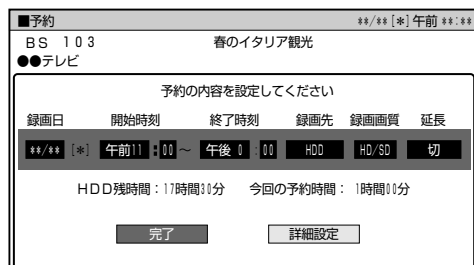 ■予約 **/**[*]午前**:**
BS 103 春のイタリア観光
●●テレビ
予約の内容を設定してください
録画日 開始時刻 終了時刻 録画先 録画画質 延長
**/** [*] 午前11:00～ 午後 0:00 HDD HD/SD 切
HDD残時間：17時間30分 今回の予約時間： 1時間00分
完了 詳細設定